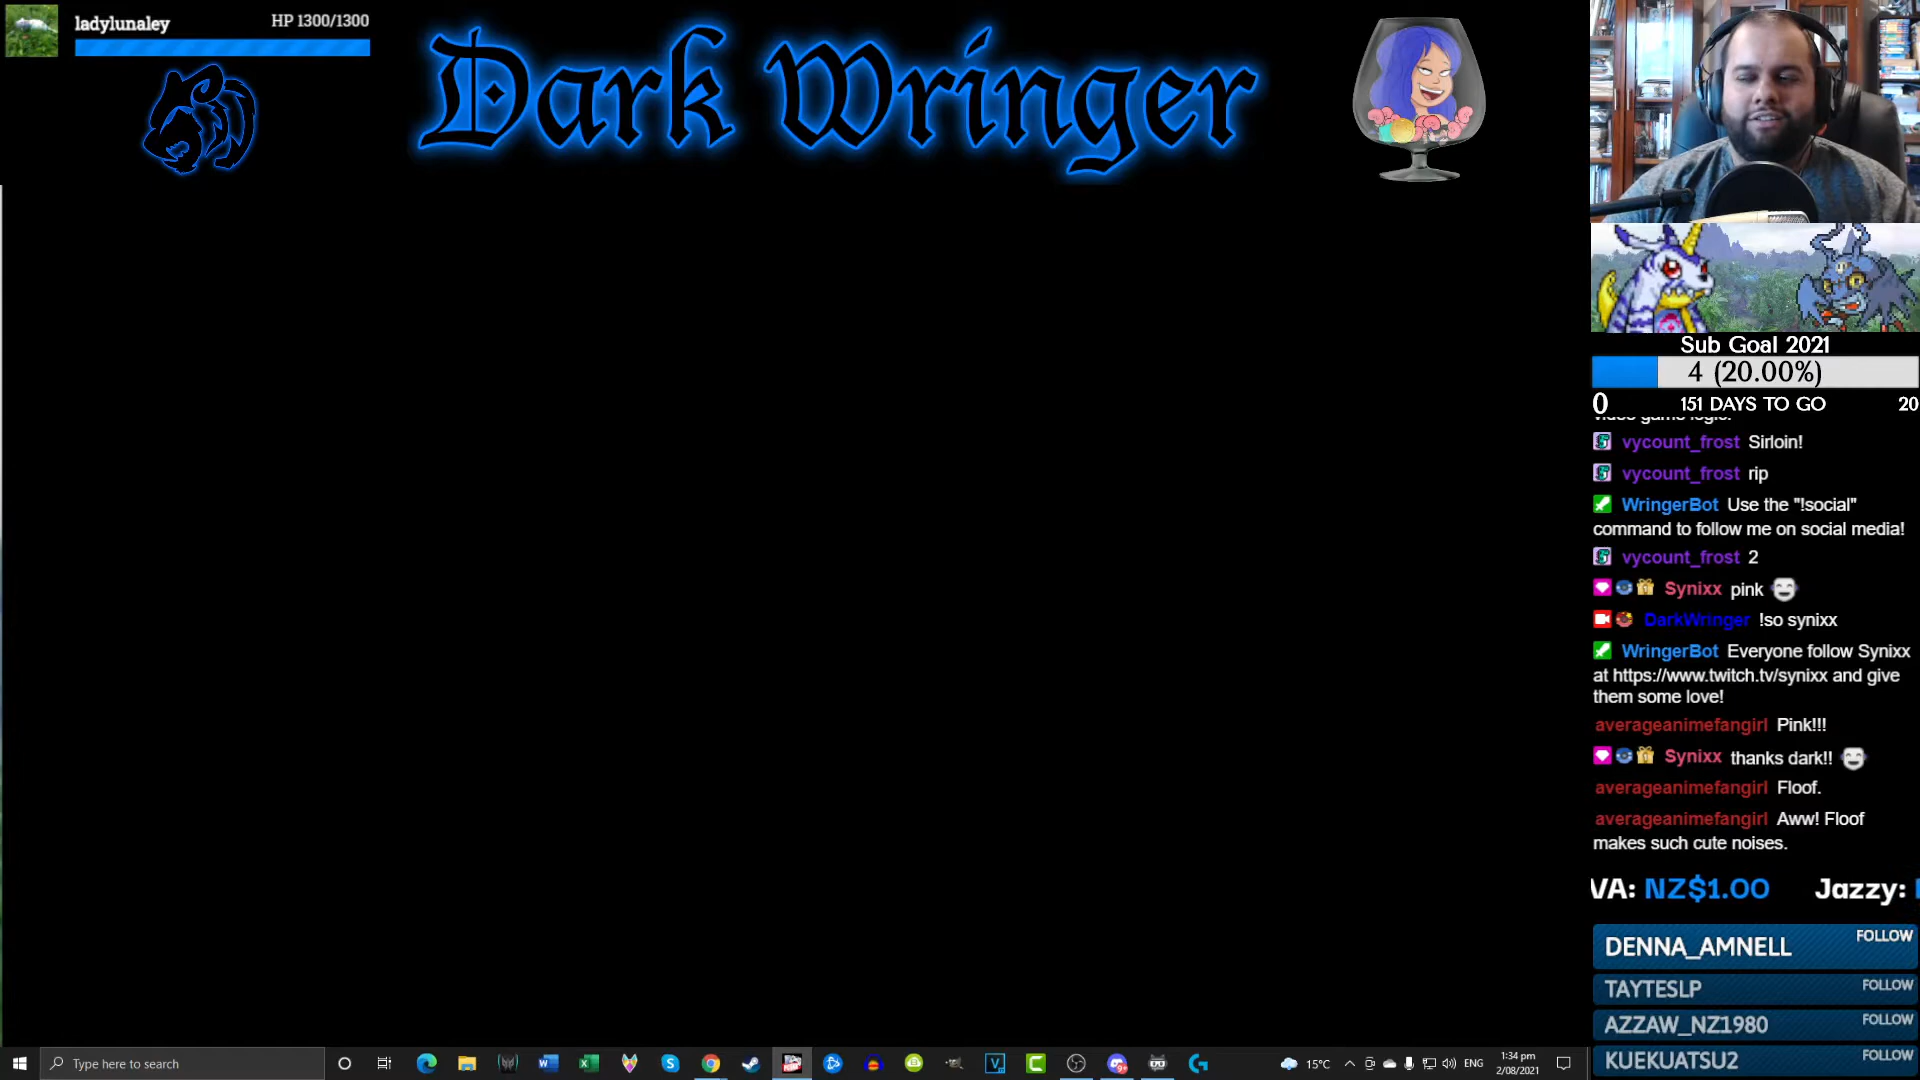 ladylunaley HP 1300/1300
Dark Wringer
Sub Goal 2021
4 (20.00%)
0 151 DAYS TO GO 20
video game logic.
vycount_frost Sirloin!
vycount_frost rip
WringerBot Use the "!social"
command to follow me on social media!
vycount_frost 2
Synixx pink
DarkWringer !so synixx
WringerBot Everyone follow Synixx
at https://www.twitch.tv/synixx and give
them some love!
averageanimefangirl Pink!!!
Synixx thanks dark!!
averageanimefangirl Floof.
averageanimefangirl Aww! Floof
makes such cute noises.
VA: NZ$1.00 Jazzy:
DENNA_AMNELL FOLLOW
TAYTESLP FOLLOW
AZZAW_NZ1980 FOLLOW
KUEKUATSU2 FOLLOW
Type here to search
15°C
ENG
1:34 pm
2/08/2021